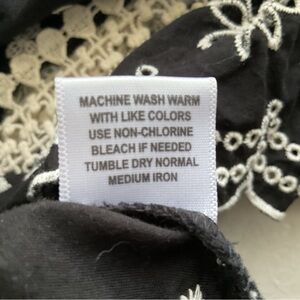 MACHINE WASH WARM
WITH LIKE COLORS
USE NON-CHLORINE
BLEACH IF NEEDED
TUMBLE DRY NORMAL
MEDIUM IRON